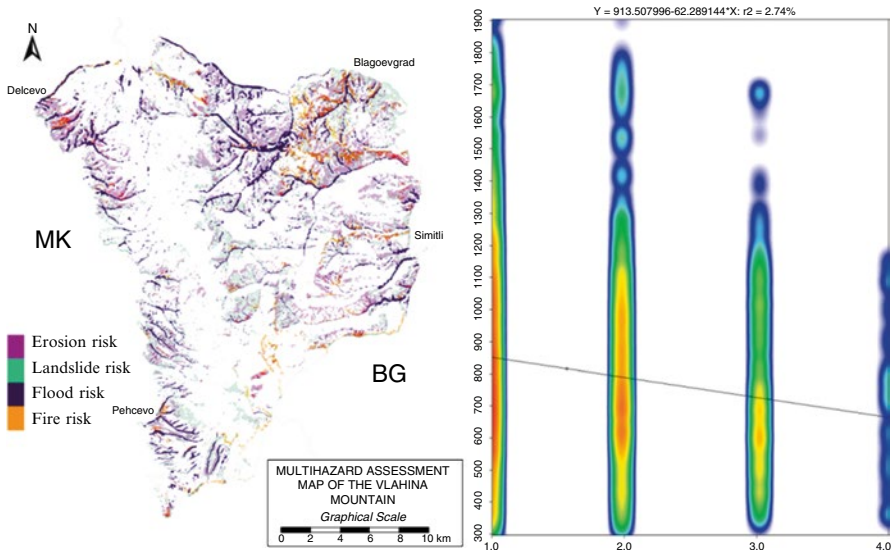 N
Blagoevgrad
Delcevo
MK
Simitli
Erosion risk
Landslide risk
Flood risk
Fire risk
BG
Pehcevo
MULTIHAZARD ASSESSMENT
MAP OF THE VLAHINA
MOUNTAIN
Graphical Scale
0 2 4 6 8 10 km
Y = 913.507996-62.289144*X: r2 = 2.74%
1900
1800
1700
1600
1500
1400
1300
1200
1100
1000
900
800
700
600
500
400
300
1.0 2.0 3.0 4.0